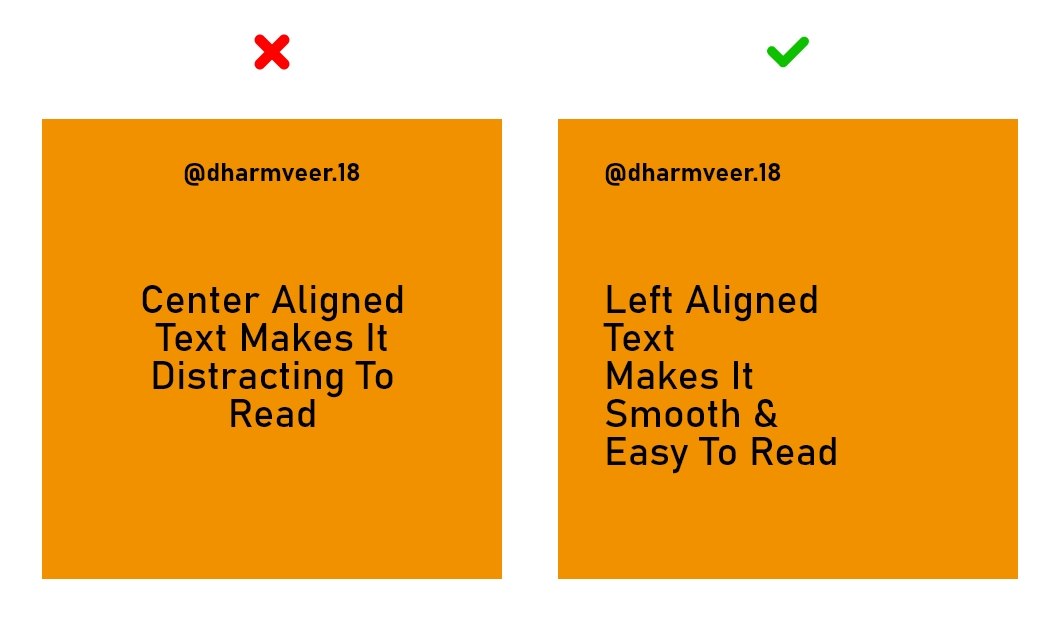 @dharmveer.18
Center Aligned
Text Makes It
Distracting To
Read
@dharmveer.18
Left Aligned
Text
Makes It
Smooth &
Easy To Read